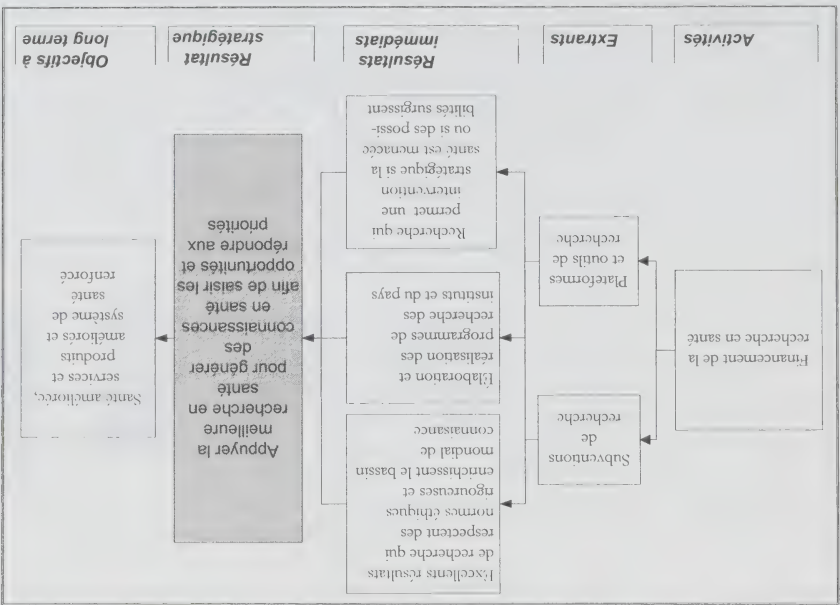 Financement de la
recherche en santé
Subventions
de
recherche
Plateformes
et outils de
recherche
Excellents résultats
de recherche qui
respectent des
normes éthiques
rigoureuses et
enrichissent le bassin
mondial de
connaisance
Élaboration et
réalisation des
programmes de
recherche des
instituts et du pays
Recherche qui
permet une
intervention
stratégique si la
santé est menacée
ou si des possi-
bilités surgissent
Appuyer la
meilleure
recherche en
santé
pour générer
des
connaissances
en santé
afin de saisir les
opportunités et
répondre aux
priorités
Santé améliorée,
services et
produits
améliorés et
système de
santé
renforcé
Activités
Extrants
Résultats
immédiats
Résultat
stratégique
Objectifs à
long terme